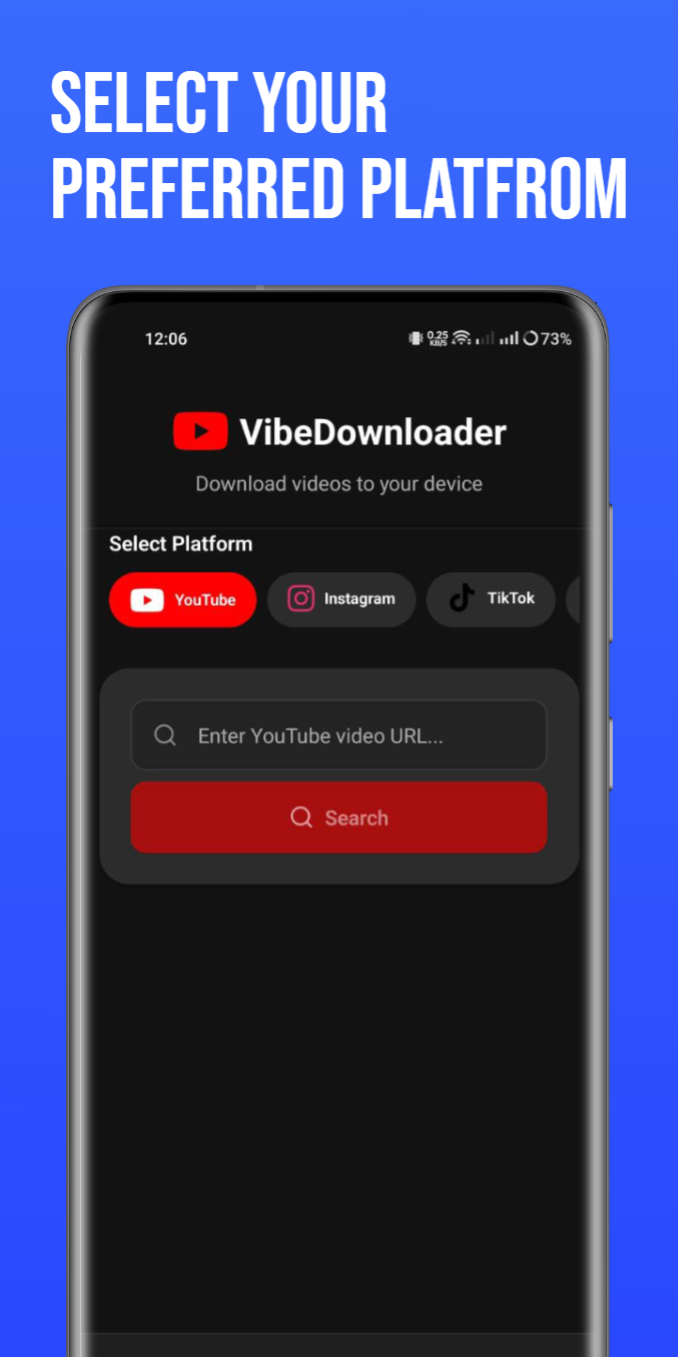 SELECT YOUR
PREFERRED PLATFROM
12:06
0.25
KB/S
73%
VibeDownloader
Download videos to your device
Select Platform
YouTube
Instagram
TikTok
Enter YouTube video URL...
Search